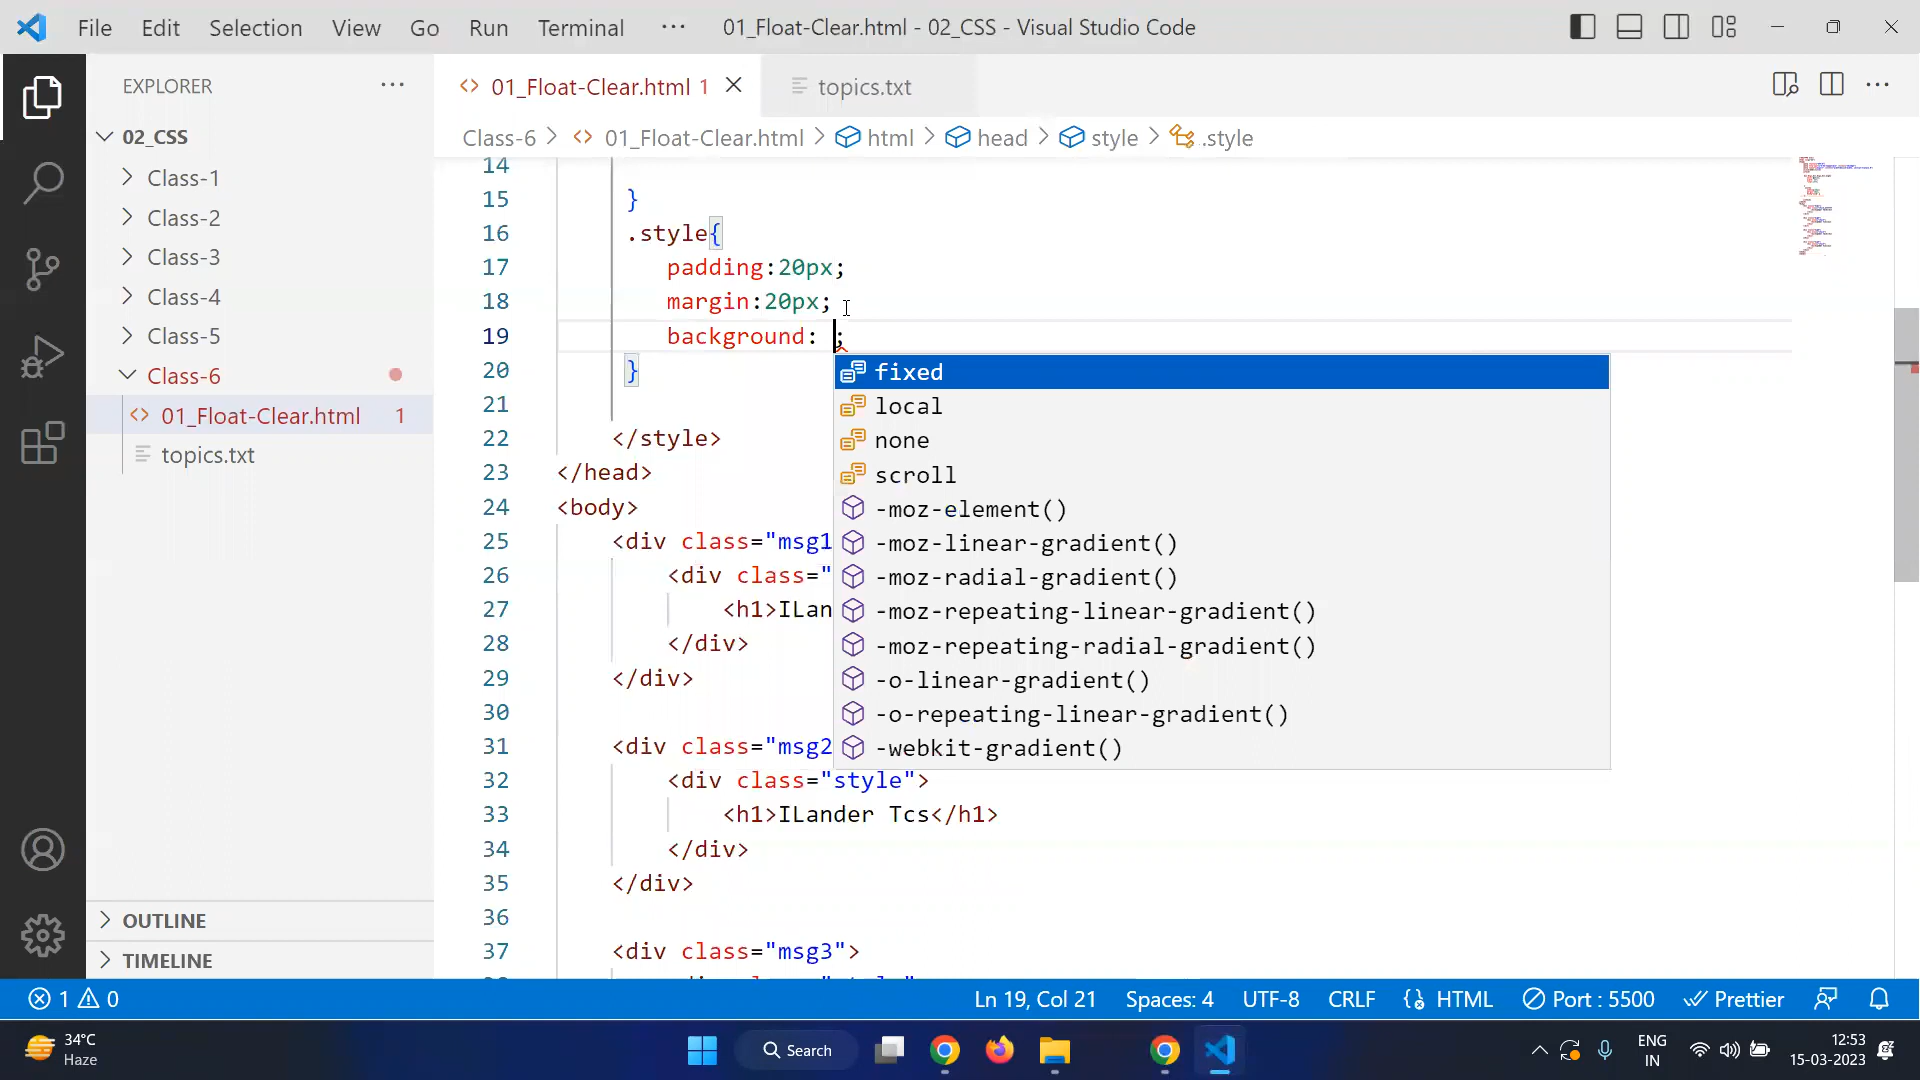 File Edit Selection View Go Run Terminal ··· 01_Float-Clear.html - 02_CSS - Visual Studio Code
EXPLORER ···
01_Float-Clear.html 1
topics.txt
Class-6 > 01_Float-Clear.html > html > head > style > .style
02_CSS
Class-1
Class-2
Class-3
Class-4
Class-5
Class-6
01_Float-Clear.html 1
topics.txt
OUTLINE
TIMELINE
14
15 }
16 .style{
17 padding:20px;
18 margin:20px;
19 background: ;
20 }
21
22 </style>
23 </head>
24 <body>
25 <div class="msg1
26 <div class="
27 <h1>ILan
28 </div>
29 </div>
30
31 <div class="msg2
32 <div class="style">
33 <h1>ILander Tcs</h1>
34 </div>
35 </div>
36
37 <div class="msg3">
fixed
local
none
scroll
-moz-element()
-moz-linear-gradient()
-moz-radial-gradient()
-moz-repeating-linear-gradient()
-moz-repeating-radial-gradient()
-o-linear-gradient()
-o-repeating-linear-gradient()
-webkit-gradient()
1 0 Ln 19, Col 21 Spaces: 4 UTF-8 CRLF HTML Port : 5500 Prettier
34°C
Haze
Search
ENG
IN
12:53
15-03-2023